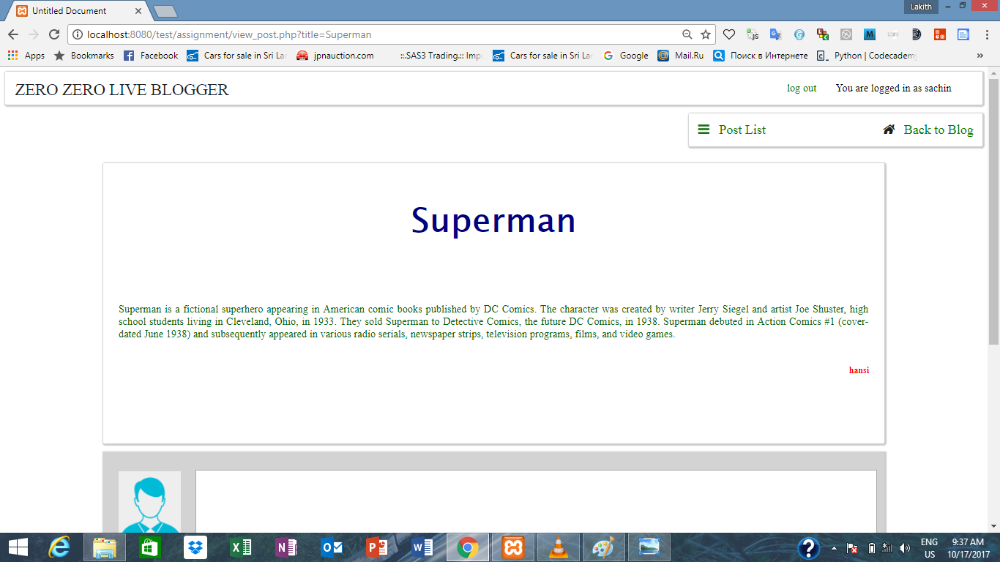 Untitled Document
Lakith
localhost:8080/test/assignment/view_post.php?title=Superman
Apps Bookmarks Facebook Cars for sale in Sri La jpnauction.com ::.SAS3 Trading.:: Imp Cars for sale in Sri La Google Mail.Ru Поиск в Интернете Python | Codecademy »
ZERO ZERO LIVE BLOGGER log out You are logged in as sachin
Post List Back to Blog
Superman
Superman is a fictional superhero appearing in American comic books published by DC Comics. The character was created by writer Jerry Siegel and artist Joe Shuster, high
school students living in Cleveland, Ohio, in 1933. They sold Superman to Detective Comics, the future DC Comics, in 1938. Superman debuted in Action Comics #1 (cover-
dated June 1938) and subsequently appeared in various radio serials, newspaper strips, television programs, films, and video games.
hansi
ENG 9:37 AM
US 10/17/2017